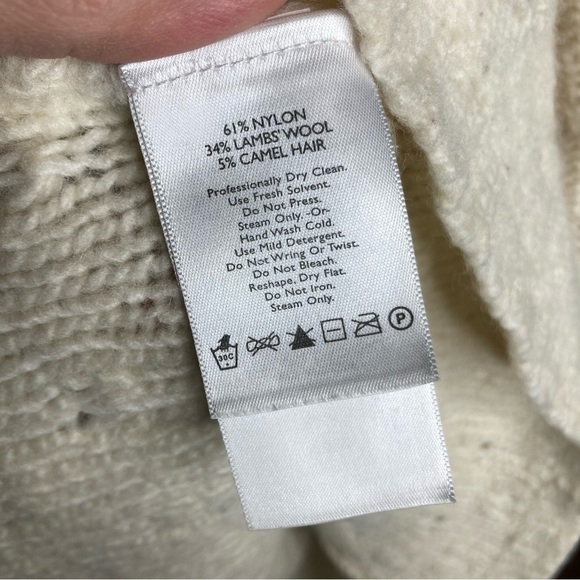 61% NYLON
34% LAMBS' WOOL
5% CAMEL HAIR
Professionally Dry Clean.
Use Fresh Solvent.
Do Not Press.
Steam Only. -Or-
Hand Wash Cold.
Use Mild Detergent.
Do Not Wring Or Twist.
Do Not Bleach.
Reshape, Dry Flat.
Do Not Iron.
Steam Only.
30C P